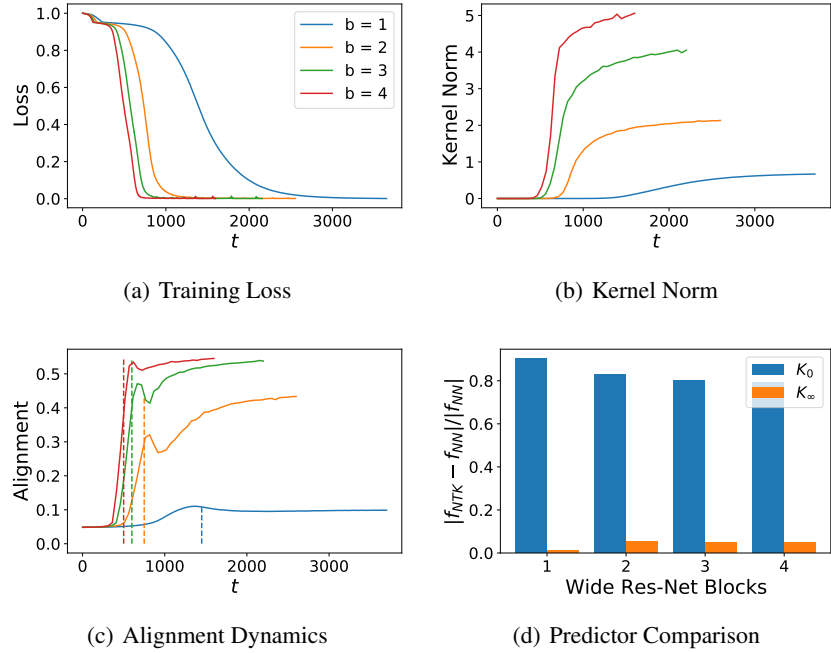 1.0
0.8
0.6
0.4
0.2
0.0
Loss
0
1000
2000
3000
t
b = 1
b = 2
b = 3
b = 4
(a) Training Loss
5
4
3
2
1
0
Kernel Norm
0
1000
2000
3000
t
(b) Kernel Norm
0.5
0.4
0.3
0.2
0.1
0.0
Alignment
0
1000
2000
3000
t
(c) Alignment Dynamics
0.8
0.6
0.4
0.2
0.0
|f_NTK − f_NN|/|f_NN|
K₀
K∞
1
2
3
4
Wide Res-Net Blocks
(d) Predictor Comparison